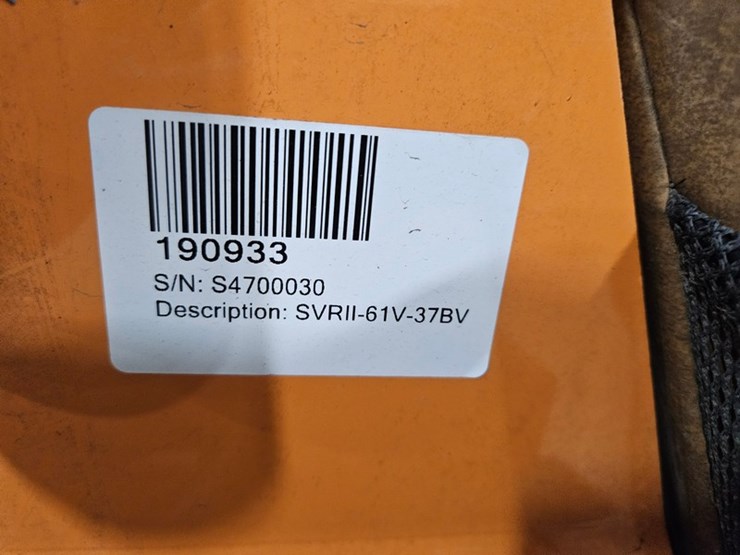 190933
S/N: S4700030
Description: SVRII-61V-37BV